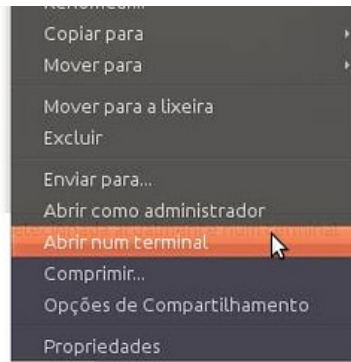 Renomear...
Copiar para
Mover para
Mover para a lixeira
Excluir
Enviar para...
Abrir como administrador
Abrir num terminal
Comprimir...
Opções de Compartilhamento
Propriedades